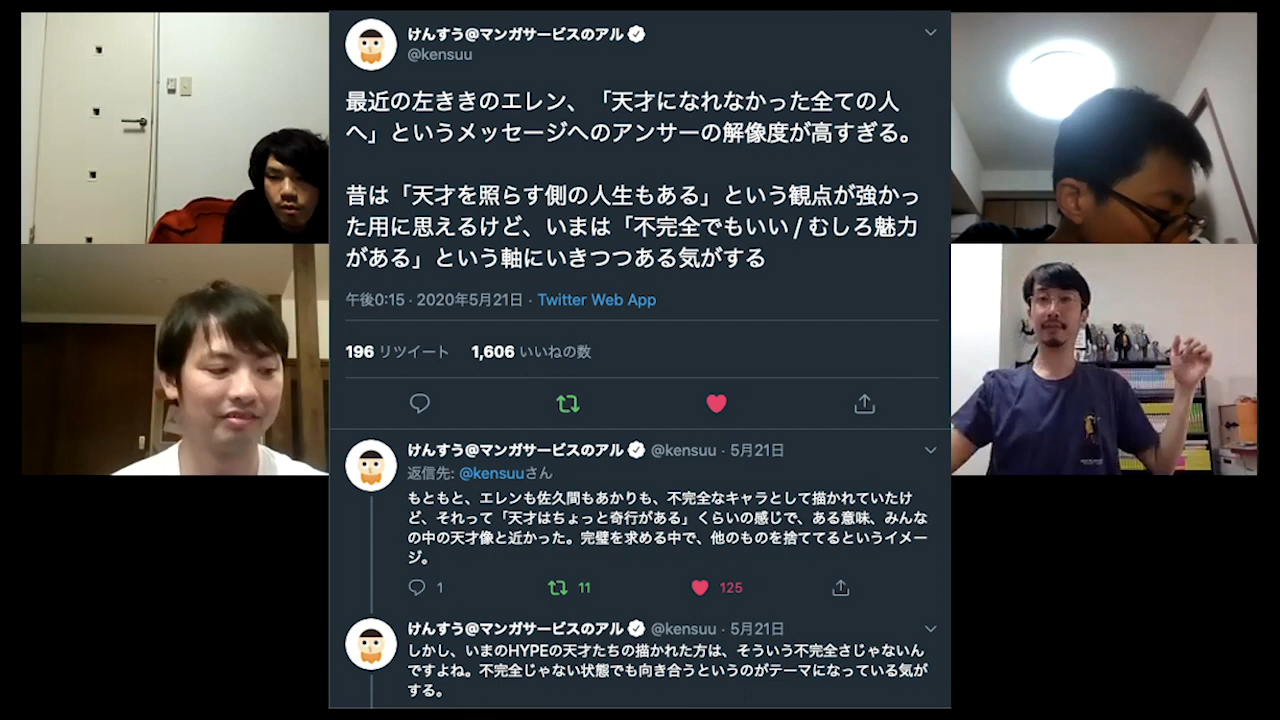 けんすう@マンガサービスのアル
@kensuu
最近の左ききのエレン、「天才になれなかった全ての人
へ」というメッセージへのアンサーの解像度が高すぎる。
昔は「天才を照らす側の人生もある」という観点が強かっ
た用に思えるけど、いまは「不完全でもいい / むしろ魅力
がある」という軸にいきつつある気がする
午後0:15 · 2020年5月21日 · Twitter Web App
196 リツイート 1,606 いいねの数
けんすう@マンガサービスのアル @kensuu · 5月21日
返信先: @kensuuさん
もともと、エレンも佐久間もあかりも、不完全なキャラとして描かれていたけ
ど、それって「天才はちょっと奇行がある」くらいの感じで、ある意味、みんな
の中の天才像と近かった。完璧を求める中で、他のものを捨ててるというイメー
ジ。
1 11 125
けんすう@マンガサービスのアル @kensuu · 5月21日
しかし、いまのHYPEの天才たちの描かれた方は、そういう不完全さじゃないん
ですよね。不完全じゃない状態でも向き合うというのがテーマになっている気が
する。